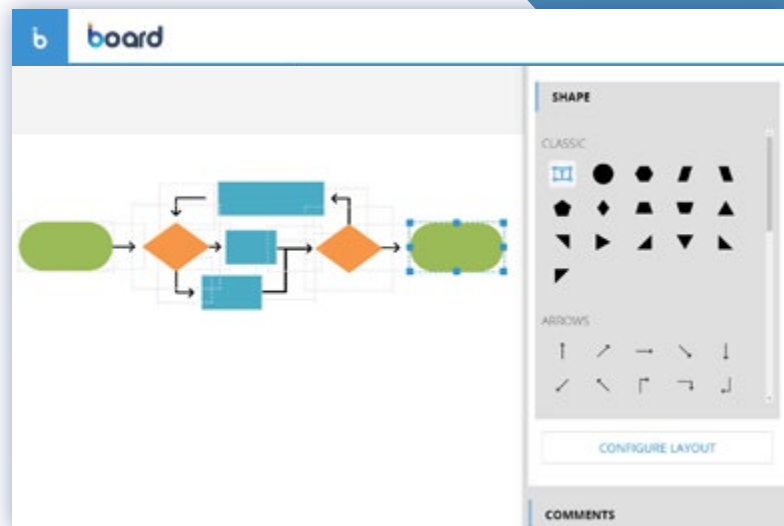 b board
SHAPE
CLASSIC
T
ARROWS
CONFIGURE LAYOUT
COMMENTS